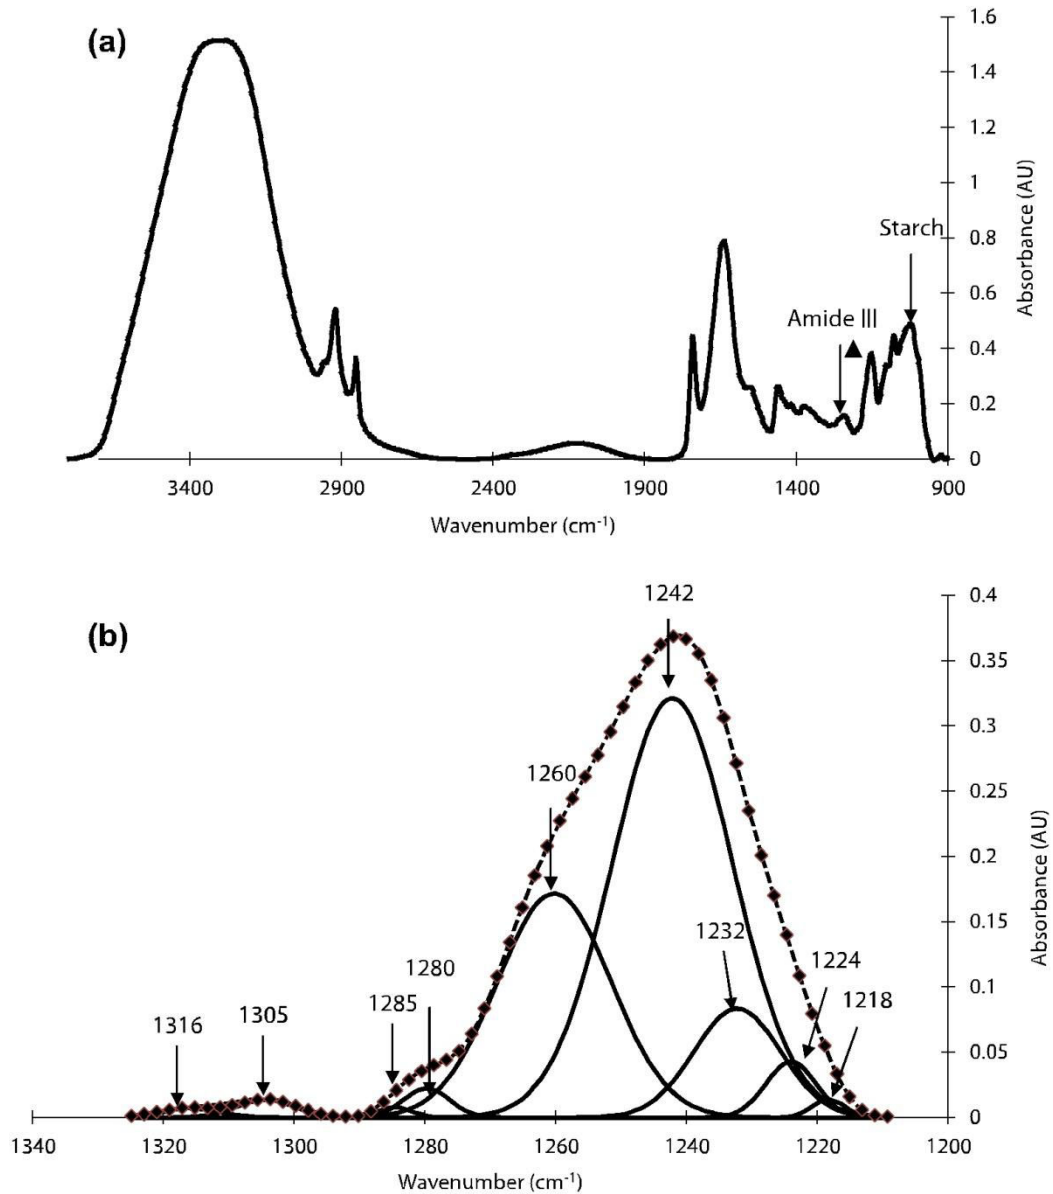 (a)
1.6
1.4
1.2
1
0.8
0.6
0.4
0.2
0
Absorbance (AU)
Starch
Amide III
3400 2900 2400 1900 1400 900
Wavenumber (cm-1)
(b)
1242
0.4
0.35
0.3
0.25
0.2
0.15
0.1
0.05
0
Absorbance (AU)
1260
1232
1224
1218
1280
1285
1305
1316
1340 1320 1300 1280 1260 1240 1220 1200
Wavenumber (cm-1)